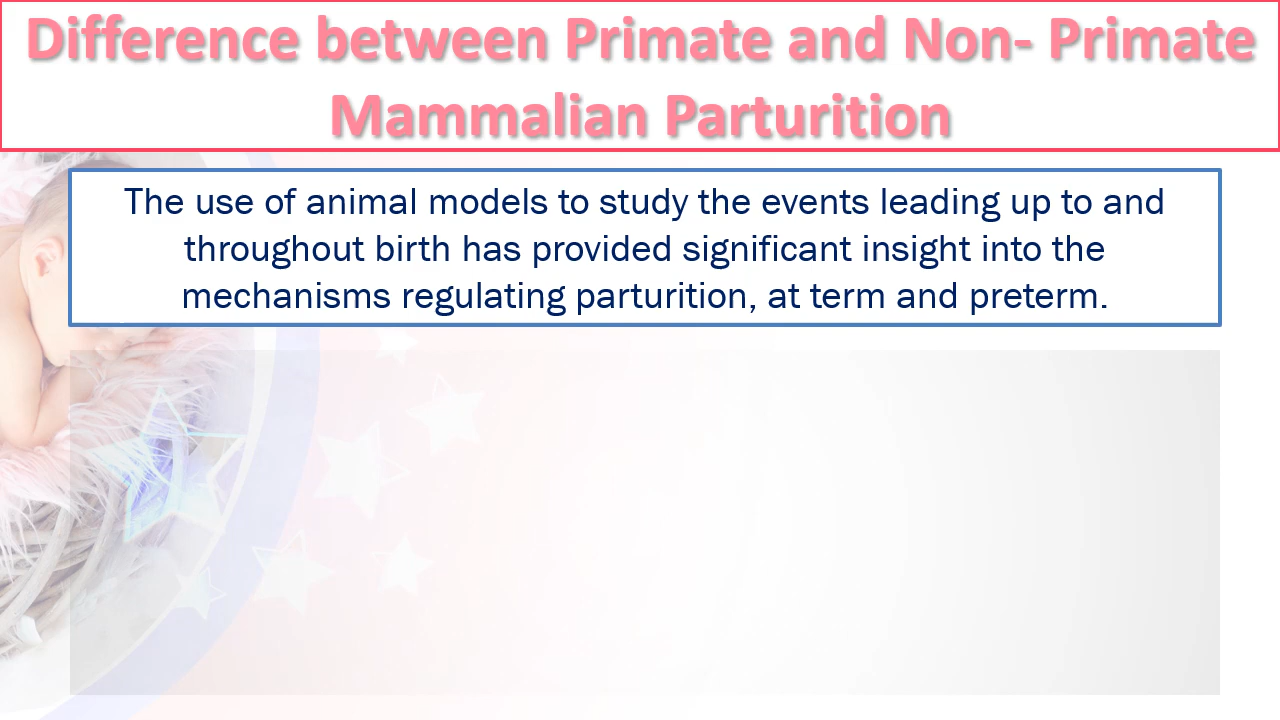 Difference between Primate and Non- Primate
Mammalian Parturition
The use of animal models to study the events leading up to and
throughout birth has provided significant insight into the
mechanisms regulating parturition, at term and preterm.